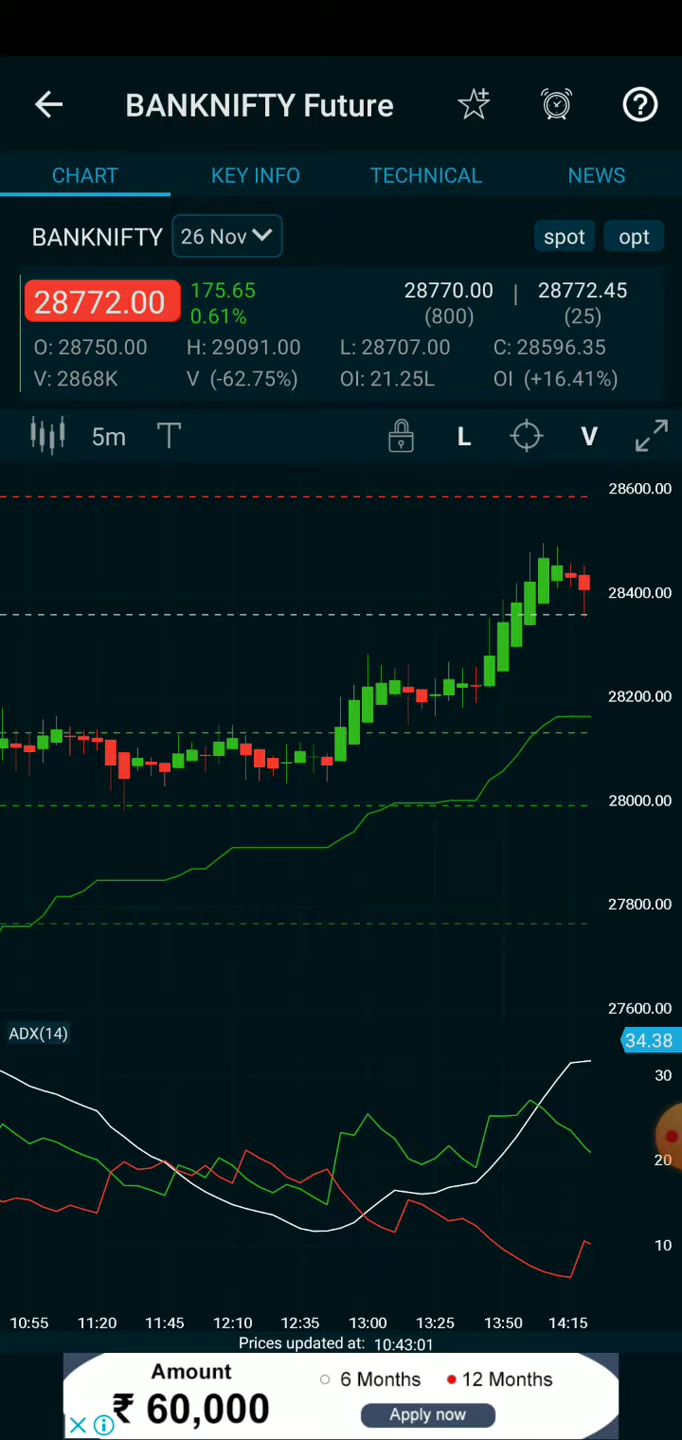 BANKNIFTY Future
CHART KEY INFO TECHNICAL NEWS
BANKNIFTY 26 Nov spot opt
28772.00 175.65 0.61% 28770.00 (800) | 28772.45 (25)
O: 28750.00 H: 29091.00 L: 28707.00 C: 28596.35
V: 2868K V (-62.75%) OI: 21.25L OI (+16.41%)
5m T L V
28600.00
28400.00
28200.00
28000.00
27800.00
27600.00
ADX(14)
34.38
30
20
10
10:55 11:20 11:45 12:10 12:35 13:00 13:25 13:50 14:15
Prices updated at: 10:43:01
Amount 6 Months 12 Months
₹ 60,000 Apply now